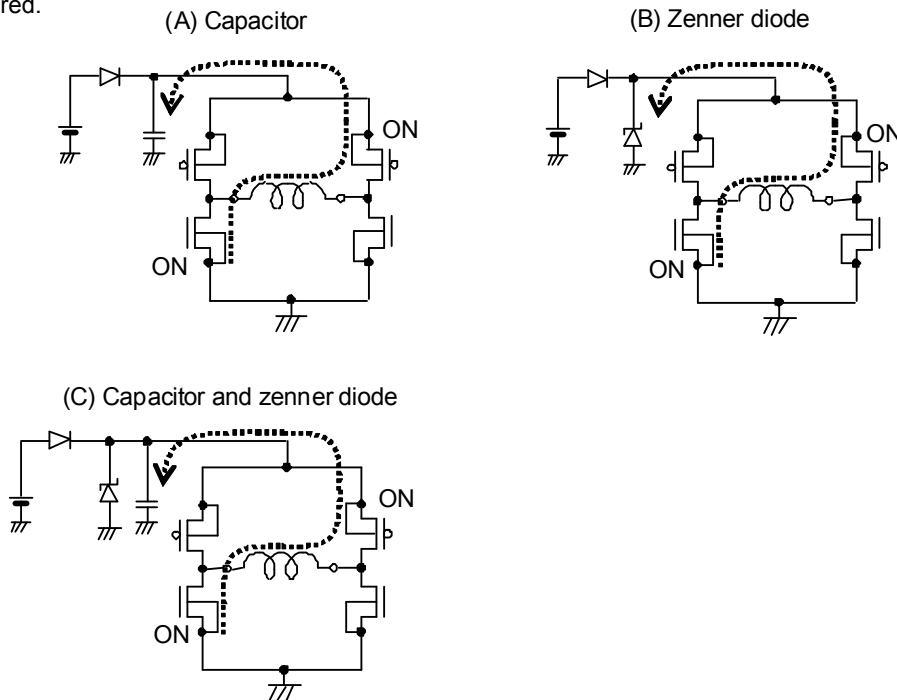 red.
(A) Capacitor
(B) Zenner diode
ON
ON
ON
ON
(C) Capacitor and zenner diode
ON
ON